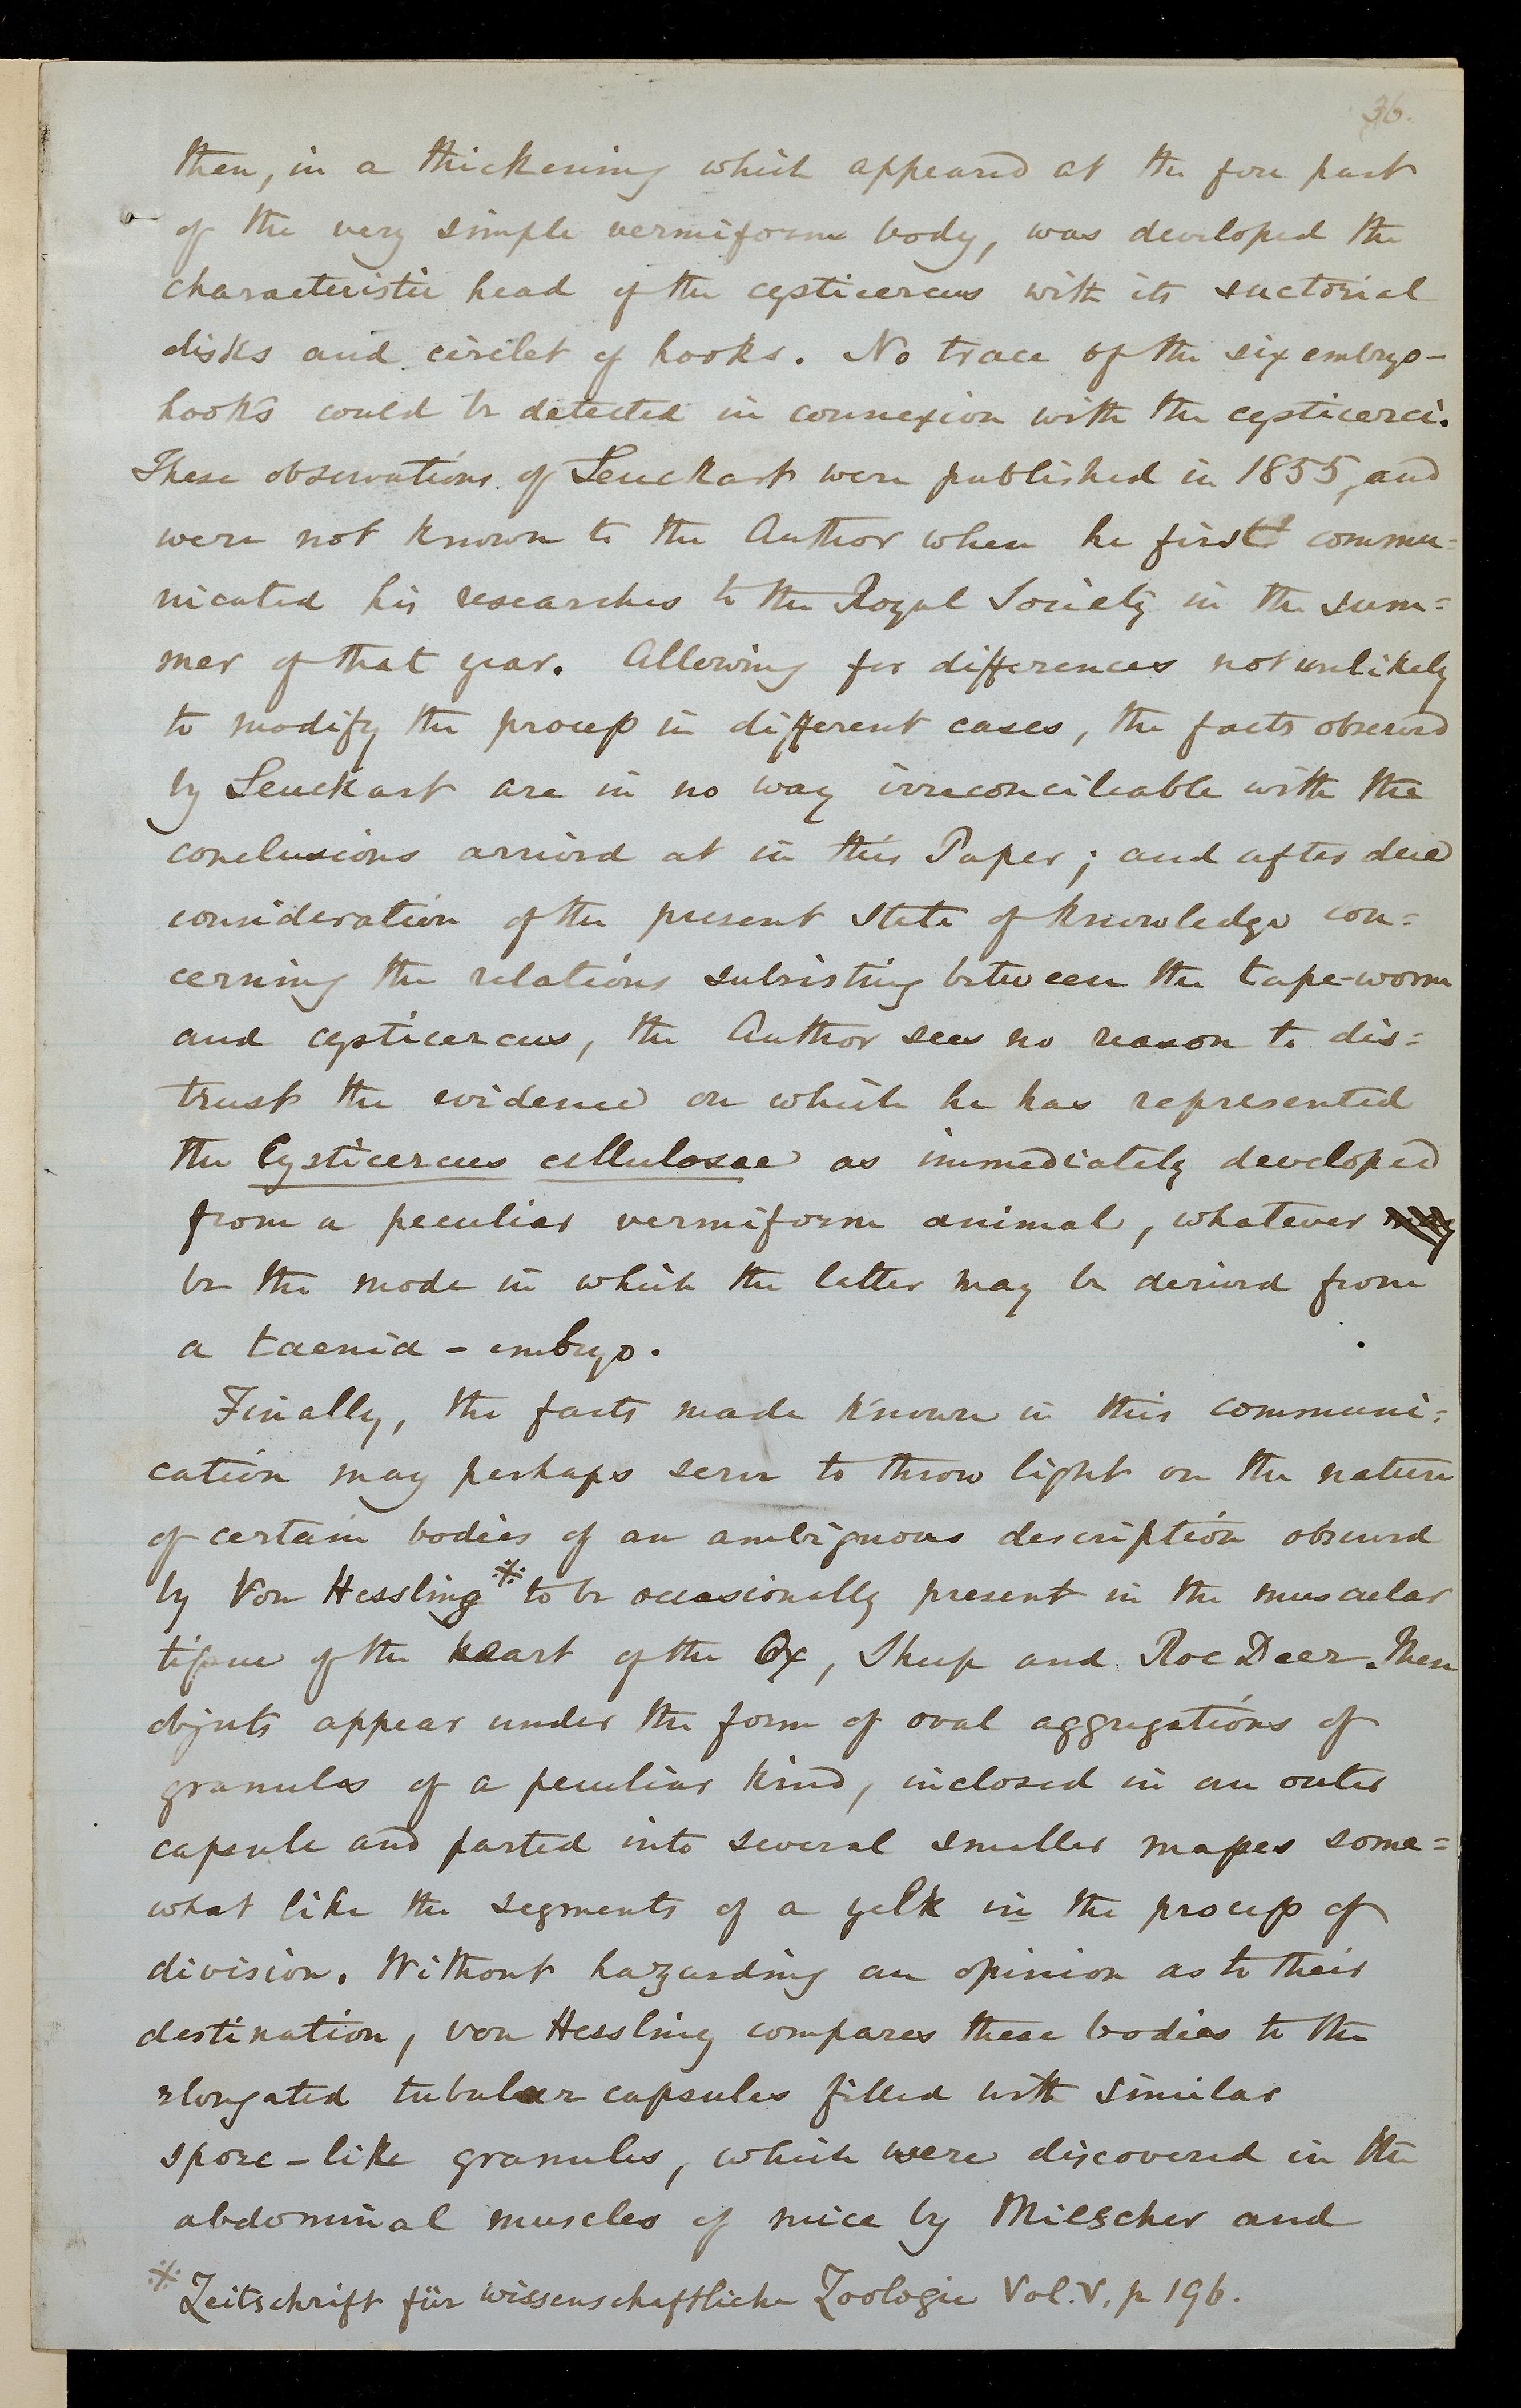 36.
then, in a thickening which appeared at the fore part
of the very simple vermiform body, was developed the
characteristic head of the cysticercus with its suctorial
disks and circlet of hooks. No trace of the six embryo-
hooks could be detected in connexion with the cysticerci.
These observations of Leuckart were published in 1855, and
were not known to the Author when he first commu=
nicated his researches to the Royal Society in the sum=
mer of that year. Allowing for differences not unlikely
to modify the process in different cases, the facts observed
by Leuckart are in no way irreconcileable with the
conclusions arrived at in this Paper; and after due
consideration of the present state of knowledge con=
cerning the relations subsisting between the tape-worm
and cysticercus, the Author sees no reason to dis=
trust the evidence on which he has represented
the Cysticercus cellulosae as immediately developed
from a peculiar vermiform animal, whatever may
be the mode in which the latter may be derived from
a taenia-embryo.
Finally, the facts made known in this communi=
cation may perhaps serve to throw light on the nature
of certain bodies of an ambiguous description observed
by Von Hessling※ to be occasionally present in the muscular
tissue of the heart of the Ox, Sheep and Roe Deer. These
objects appear under the form of oval aggregations of
granules of a peculiar kind, inclosed in an outer
capsule and parted into several smaller masses some=
what like the segments of a yelk in the process of
division. Without hazarding an opinion as to their
destination, von Hessling compares these bodies to the
elongated tubular capsules filled with similar
spore-like granules, which were discovered in the
abdominal muscles of mice by Miescher and
※ Zeitschrift für wissenschaftliche Zoologie Vol. V. p 196.